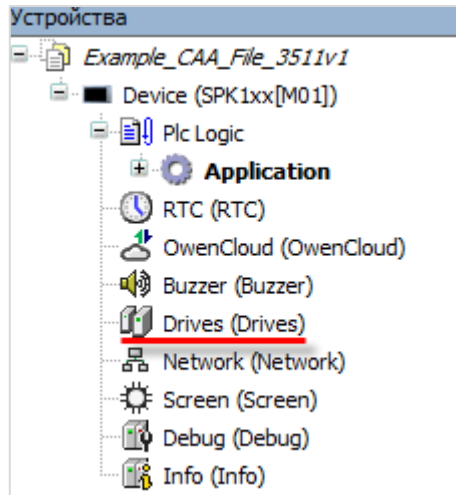 Устройства
Example_CAA_File_3511v1
Device (SPK1xx[M01])
Plc Logic
Application
RTC (RTC)
OwenCloud (OwenCloud)
Buzzer (Buzzer)
Drives (Drives)
Network (Network)
Screen (Screen)
Debug (Debug)
Info (Info)